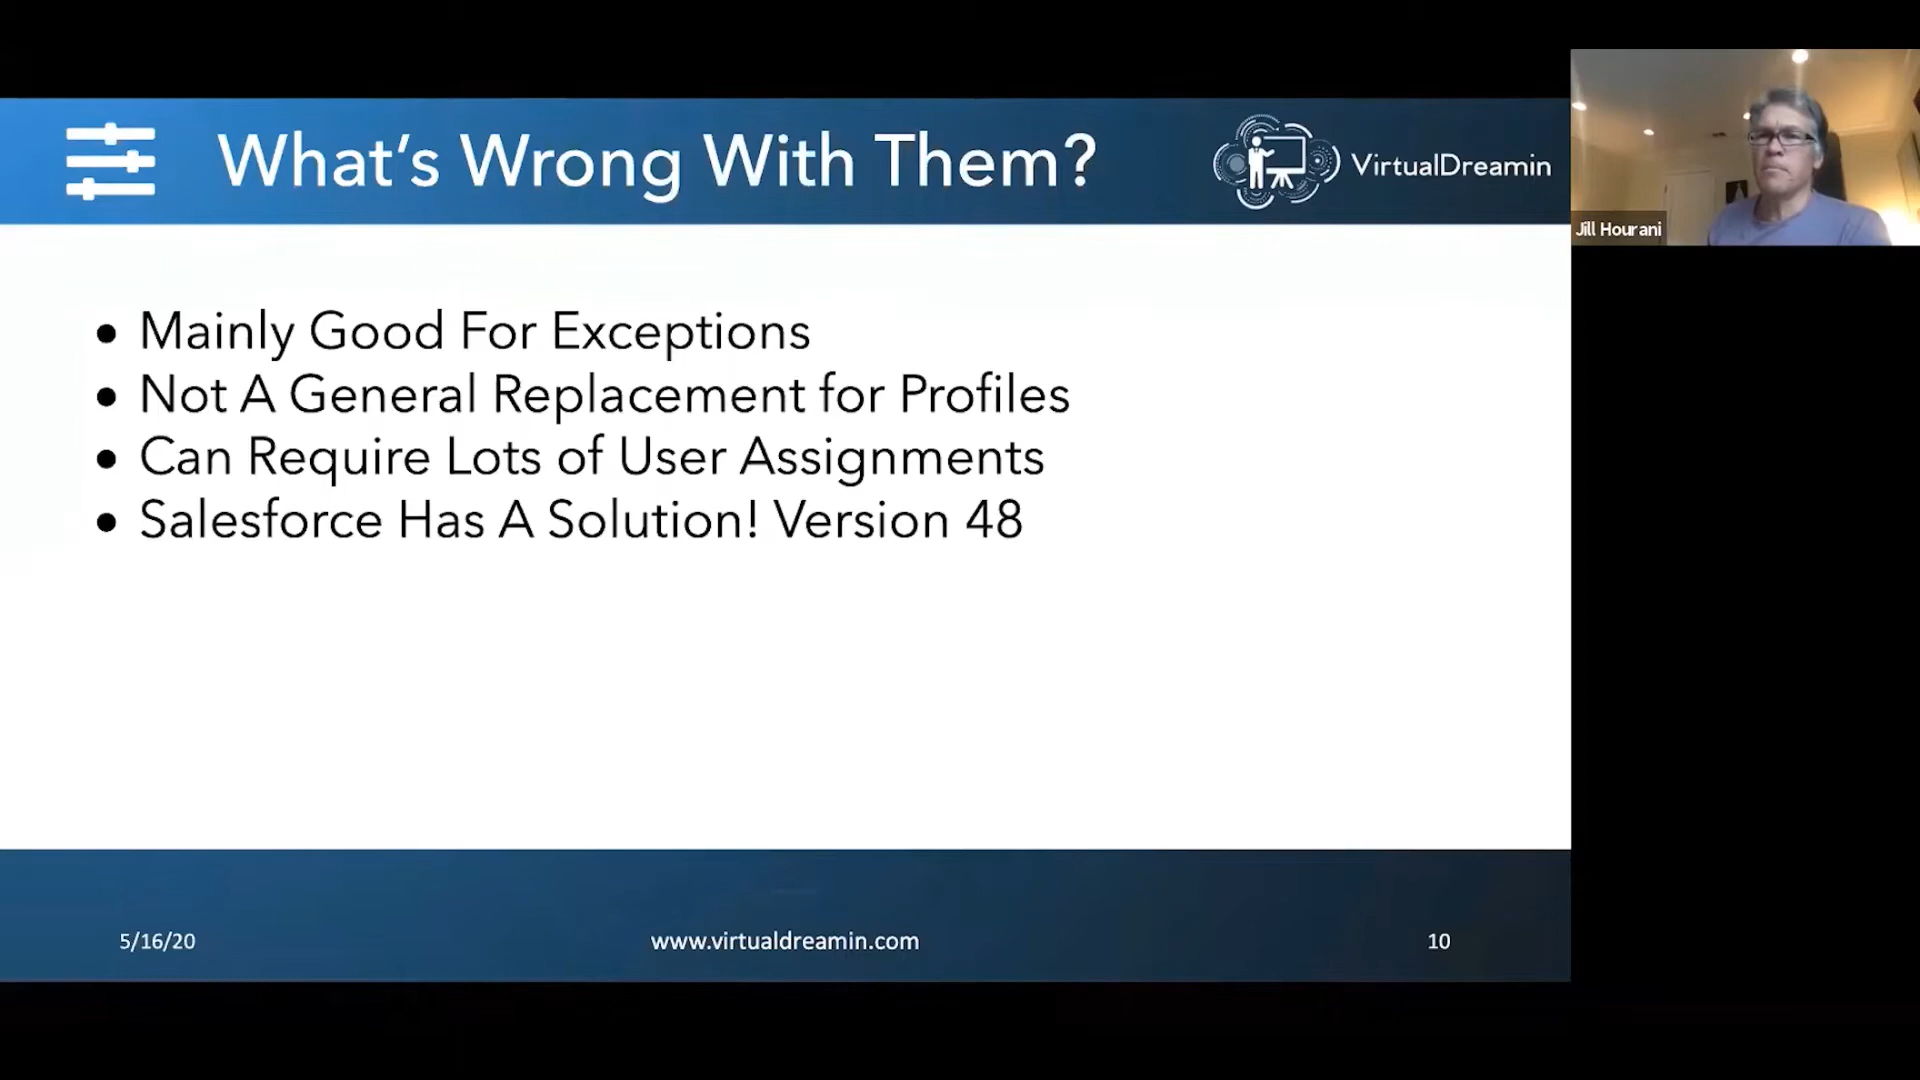 What's Wrong With Them?
VirtualDreamin
Jill Hourani
• Mainly Good For Exceptions
• Not A General Replacement for Profiles
• Can Require Lots of User Assignments
• Salesforce Has A Solution! Version 48
5/16/20
www.virtualdreamin.com
10